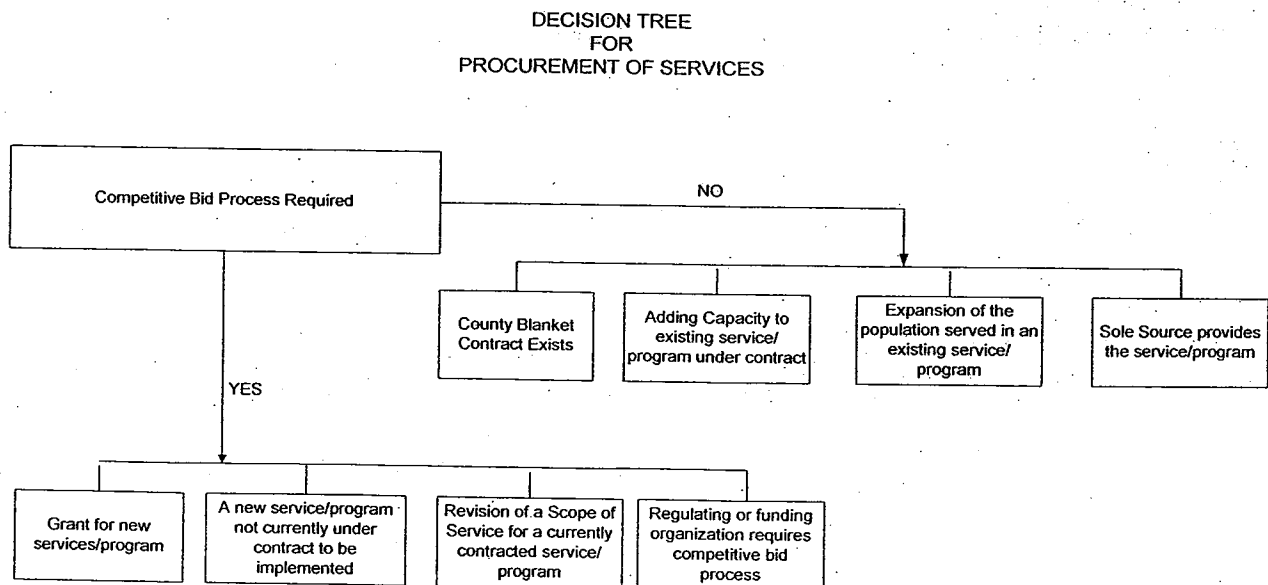 DECISION TREE
FOR
PROCUREMENT OF SERVICES
Competitive Bid Process Required
NO
County Blanket
Contract Exists
Adding Capacity to
existing service/
program under contract
Expansion of the
population served in an
existing service/
program
Sole Source provides
the service/program
YES
Grant for new
services/program
A new service/program
not currently under
contract to be
implemented
Revision of a Scope of
Service for a currently
contracted service/
program
Regulating or funding
organization requires
competitive bid
process